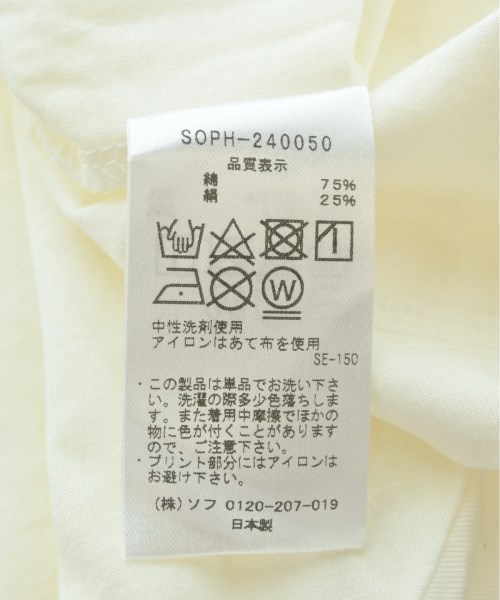 SOPH-240050
品質表示
綿 75%
絹 25%
W
中性洗剤使用
アイロンはあて布を使用
SE-150
・この製品は単品でお洗い下さ
い。洗濯の際多少色落ちしま
す。また着用中摩擦でほかの
物に色が付くことがあります
ので、ご注意下さい。
・プリント部分にはアイロンは
お避け下さい。
(株)ソフ 0120-207-019
日本製